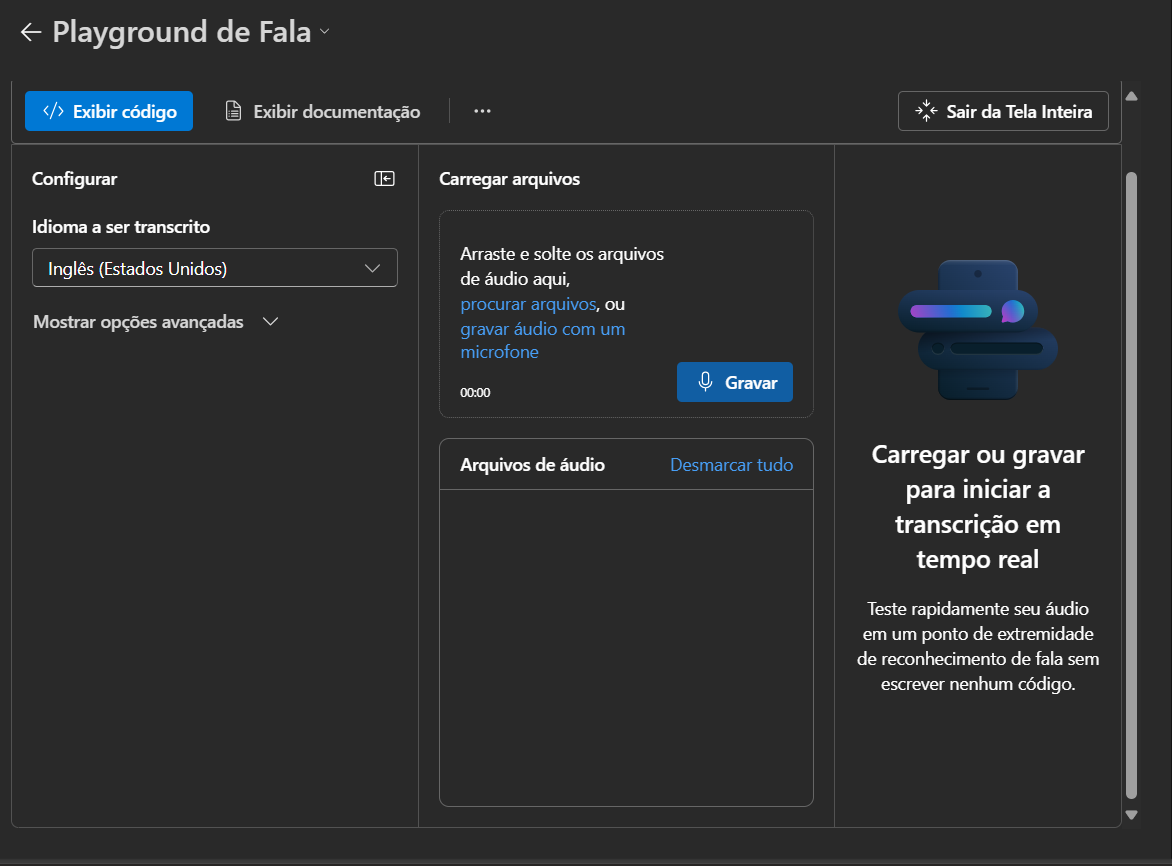 Playground de Fala
Exibir código
Exibir documentação
...
Sair da Tela Inteira
Configurar
Idioma a ser transcrito
Inglês (Estados Unidos)
Mostrar opções avançadas
Carregar arquivos
Arraste e solte os arquivos
de áudio aqui,
procurar arquivos, ou
gravar áudio com um
microfone
00:00
Gravar
Arquivos de áudio
Desmarcar tudo
Carregar ou gravar
para iniciar a
transcrição em
tempo real
Teste rapidamente seu áudio
em um ponto de extremidade
de reconhecimento de fala sem
escrever nenhum código.